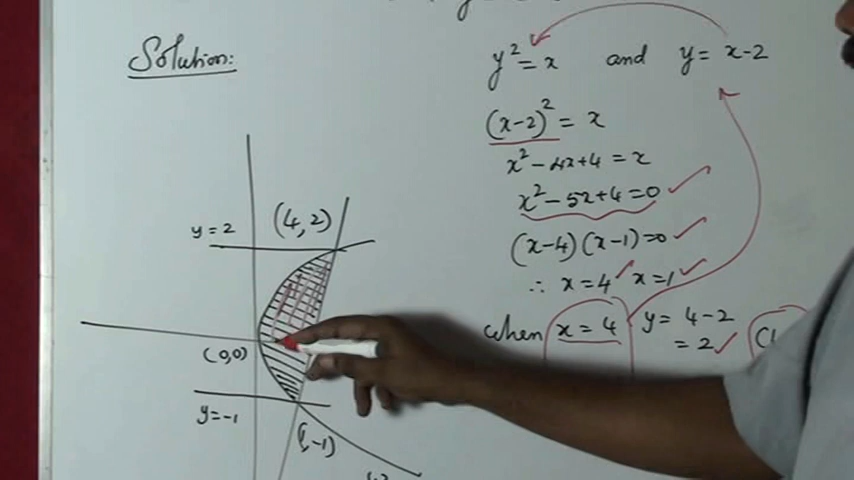 Solution:
y² = x and y = x-2
(x-2)² = x
x² - 4x + 4 = x
x² - 5x + 4 = 0
(x-4)(x-1) = 0
∴ x = 4 x = 1
when x = 4 y = 4-2
= 2
y = 2 (4, 2)
(0,0)
y = -1
(1, -1)